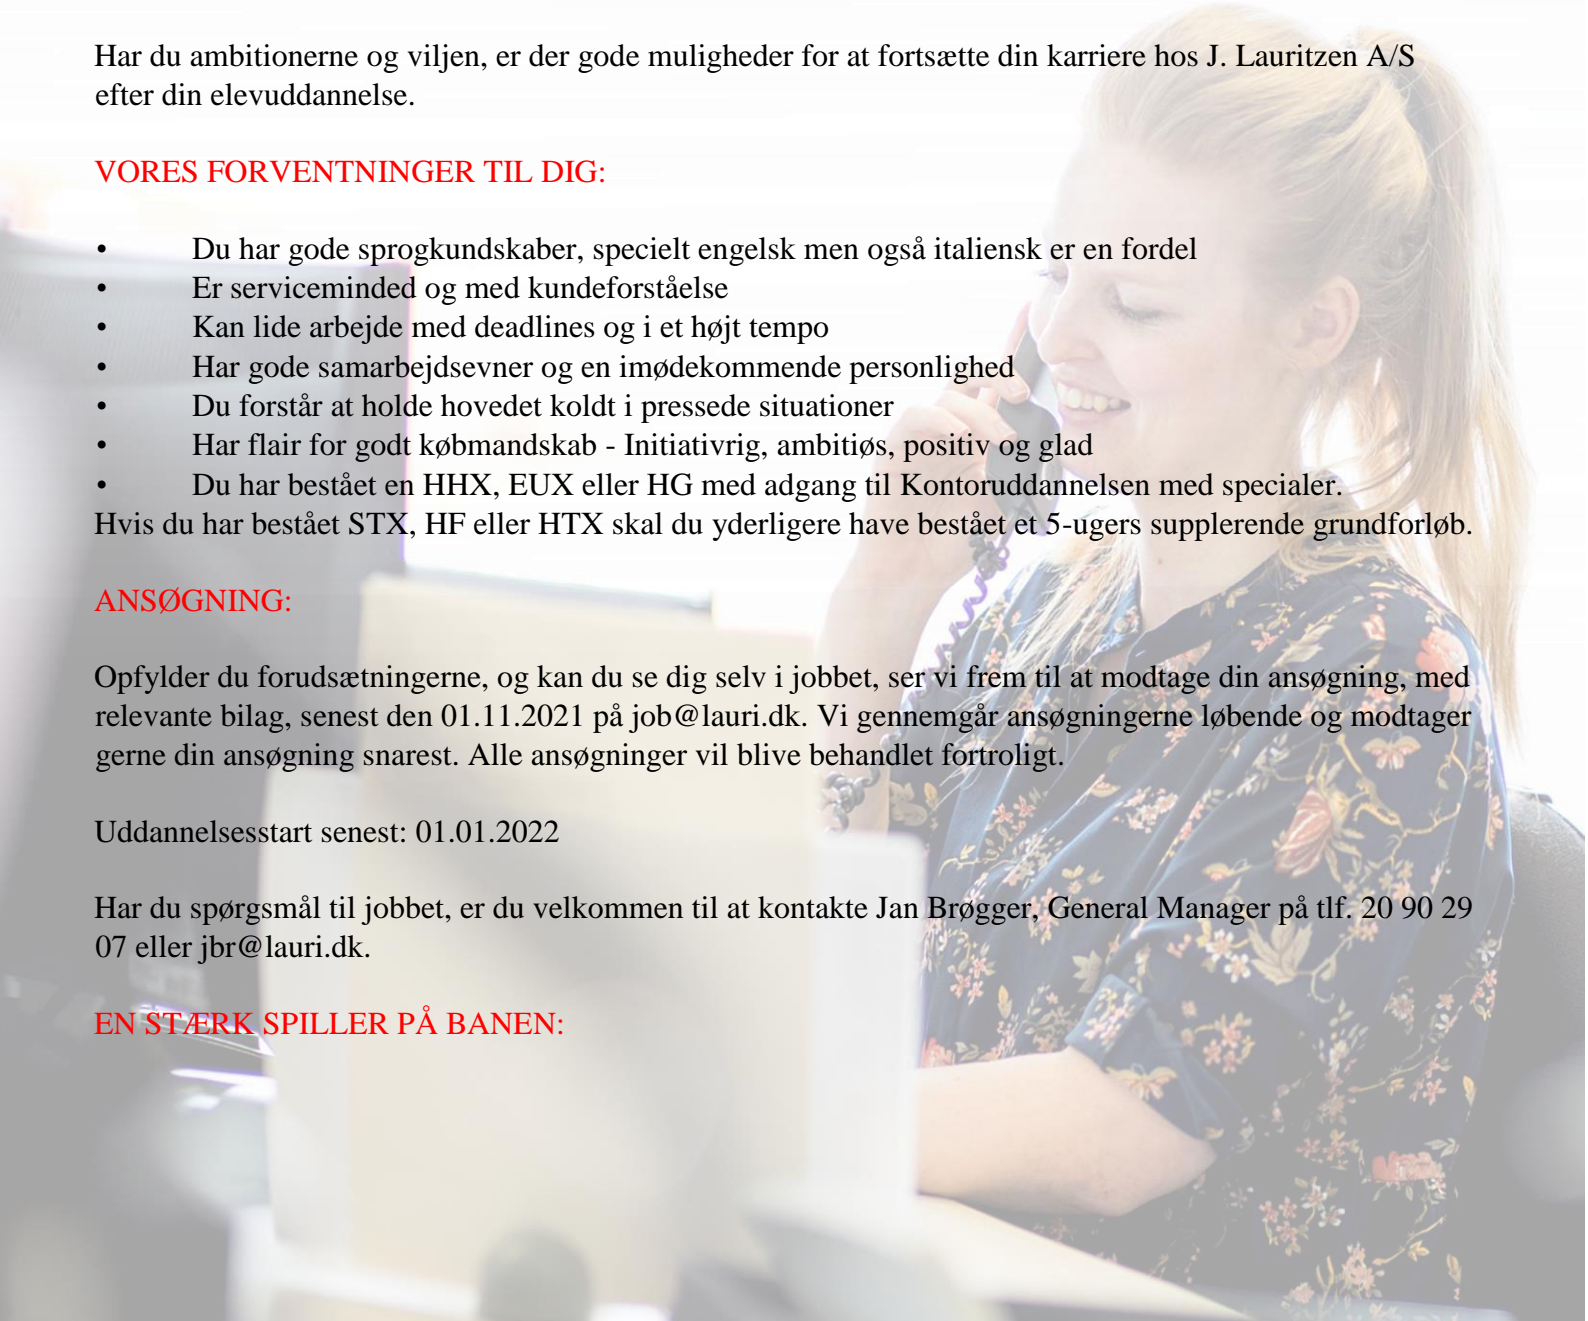 Har du ambitionerne og viljen, er der gode muligheder for at fortsætte din karriere hos J. Lauritzen A/S
efter din elevuddannelse.
VORES FORVENTNINGER TIL DIG:
• Du har gode sprogkundskaber, specielt engelsk men også italiensk er en fordel
• Er serviceminded og med kundeforståelse
• Kan lide arbejde med deadlines og i et højt tempo
• Har gode samarbejdsevner og en imødekommende personlighed
• Du forstår at holde hovedet koldt i pressede situationer
• Har flair for godt købmandskab - Initiativrig, ambitiøs, positiv og glad
• Du har bestået en HHX, EUX eller HG med adgang til Kontoruddannelsen med specialer.
Hvis du har bestået STX, HF eller HTX skal du yderligere have bestået et 5-ugers supplerende grundforløb.
ANSØGNING:
Opfylder du forudsætningerne, og kan du se dig selv i jobbet, ser vi frem til at modtage din ansøgning, med
relevante bilag, senest den 01.11.2021 på job@lauri.dk. Vi gennemgår ansøgningerne løbende og modtager
gerne din ansøgning snarest. Alle ansøgninger vil blive behandlet fortroligt.
Uddannelsesstart senest: 01.01.2022
Har du spørgsmål til jobbet, er du velkommen til at kontakte Jan Brøgger, General Manager på tlf. 20 90 29
07 eller jbr@lauri.dk.
EN STÆRK SPILLER PÅ BANEN: